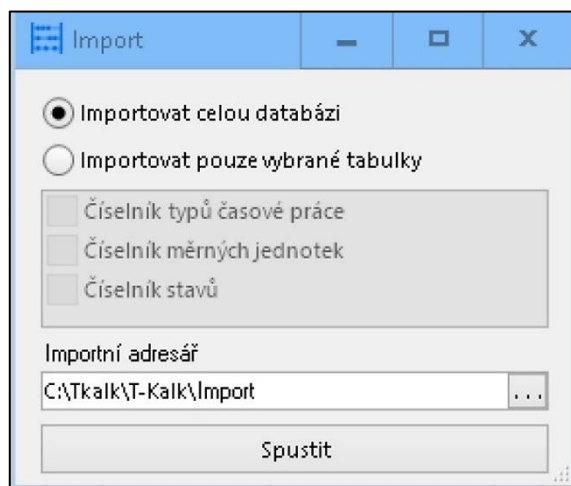 Import
Importovat celou databázi
Importovat pouze vybrané tabulky
Číselník typů časové práce
Číselník měrných jednotek
Číselník stavů
Importní adresář
C:\Tkalk\T-Kalk\Import
...
Spustit